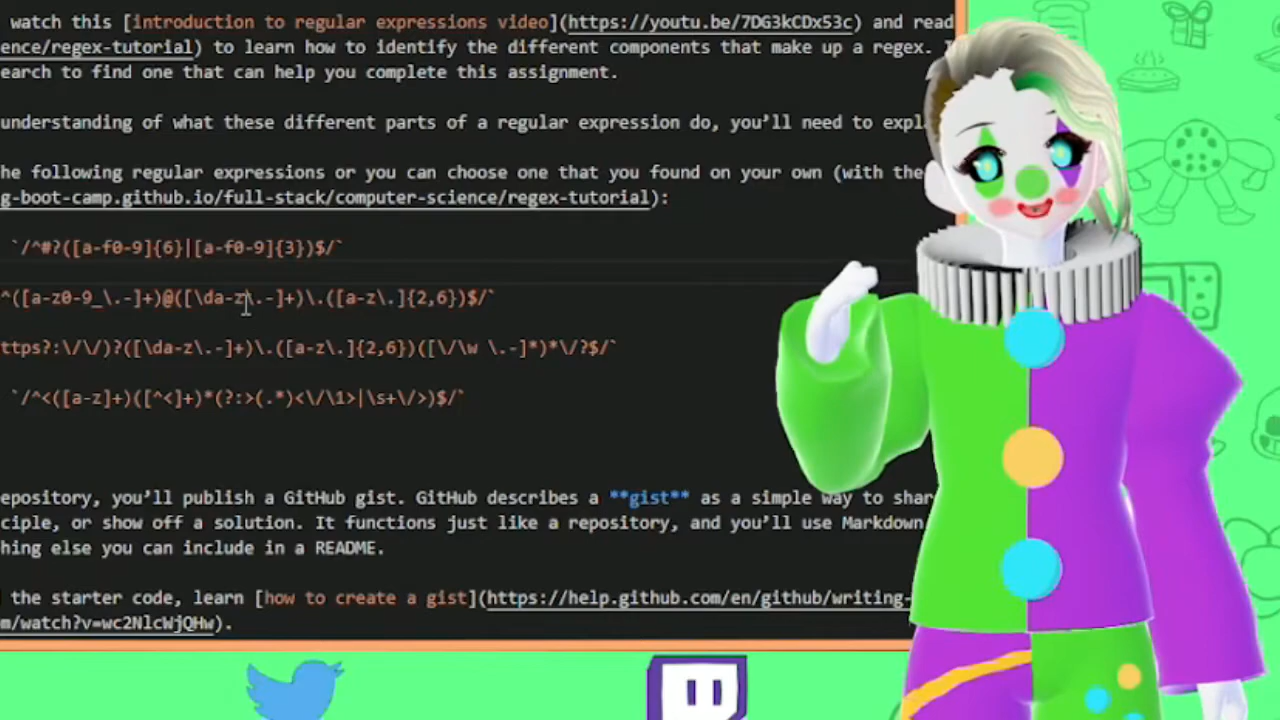 watch this [introduction to regular expressions video](https://youtu.be/7DG3kCDxS3c) and read
ence/regex-tutorial) to learn how to identify the different components that make up a regex.
earch to find one that can help you complete this assignment.
understanding of what these different parts of a regular expression do, you'll need to expl
he following regular expressions or you can choose one that you found on your own (with the
g-boot-camp.github.io/full-stack/computer-science/regex-tutorial):
`/^#?([a-f0-9]{6}|[a-f0-9]{3})$/`
^([a-z0-9_\.-]+)@([\da-z\.-]+)\.([a-z\.]{2,6})$/`
ttps?:\/\/)?([\da-z\.-]+)\.([a-z\.]{2,6})([\/\w \.-]*)*\/?$/`
`/^<([a-z]+)([^<]+)*(?:>(.*)<\/\1>|\s+\/>)$/`
epository, you'll publish a GitHub gist. GitHub describes a **gist** as a simple way to shar
ciple, or show off a solution. It functions just like a repository, and you'll use Markdown
hing else you can include in a README.
the starter code, learn [how to create a gist](https://help.github.com/en/github/writing-
m/watch?v=wc2NlcWjQHw).